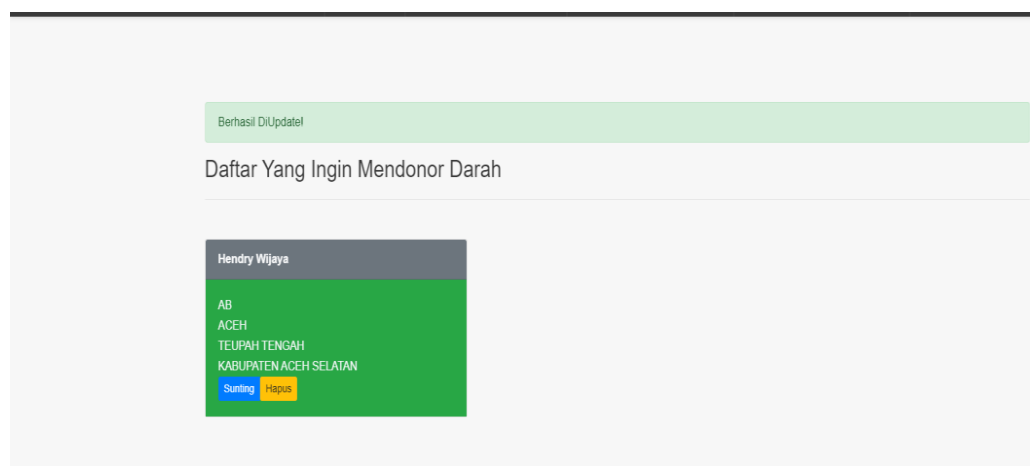 Berhasil DiUpdate!
Daftar Yang Ingin Mendonor Darah
Hendry Wijaya
AB
ACEH
TEUPAH TENGAH
KABUPATEN ACEH SELATAN
Sunting Hapus